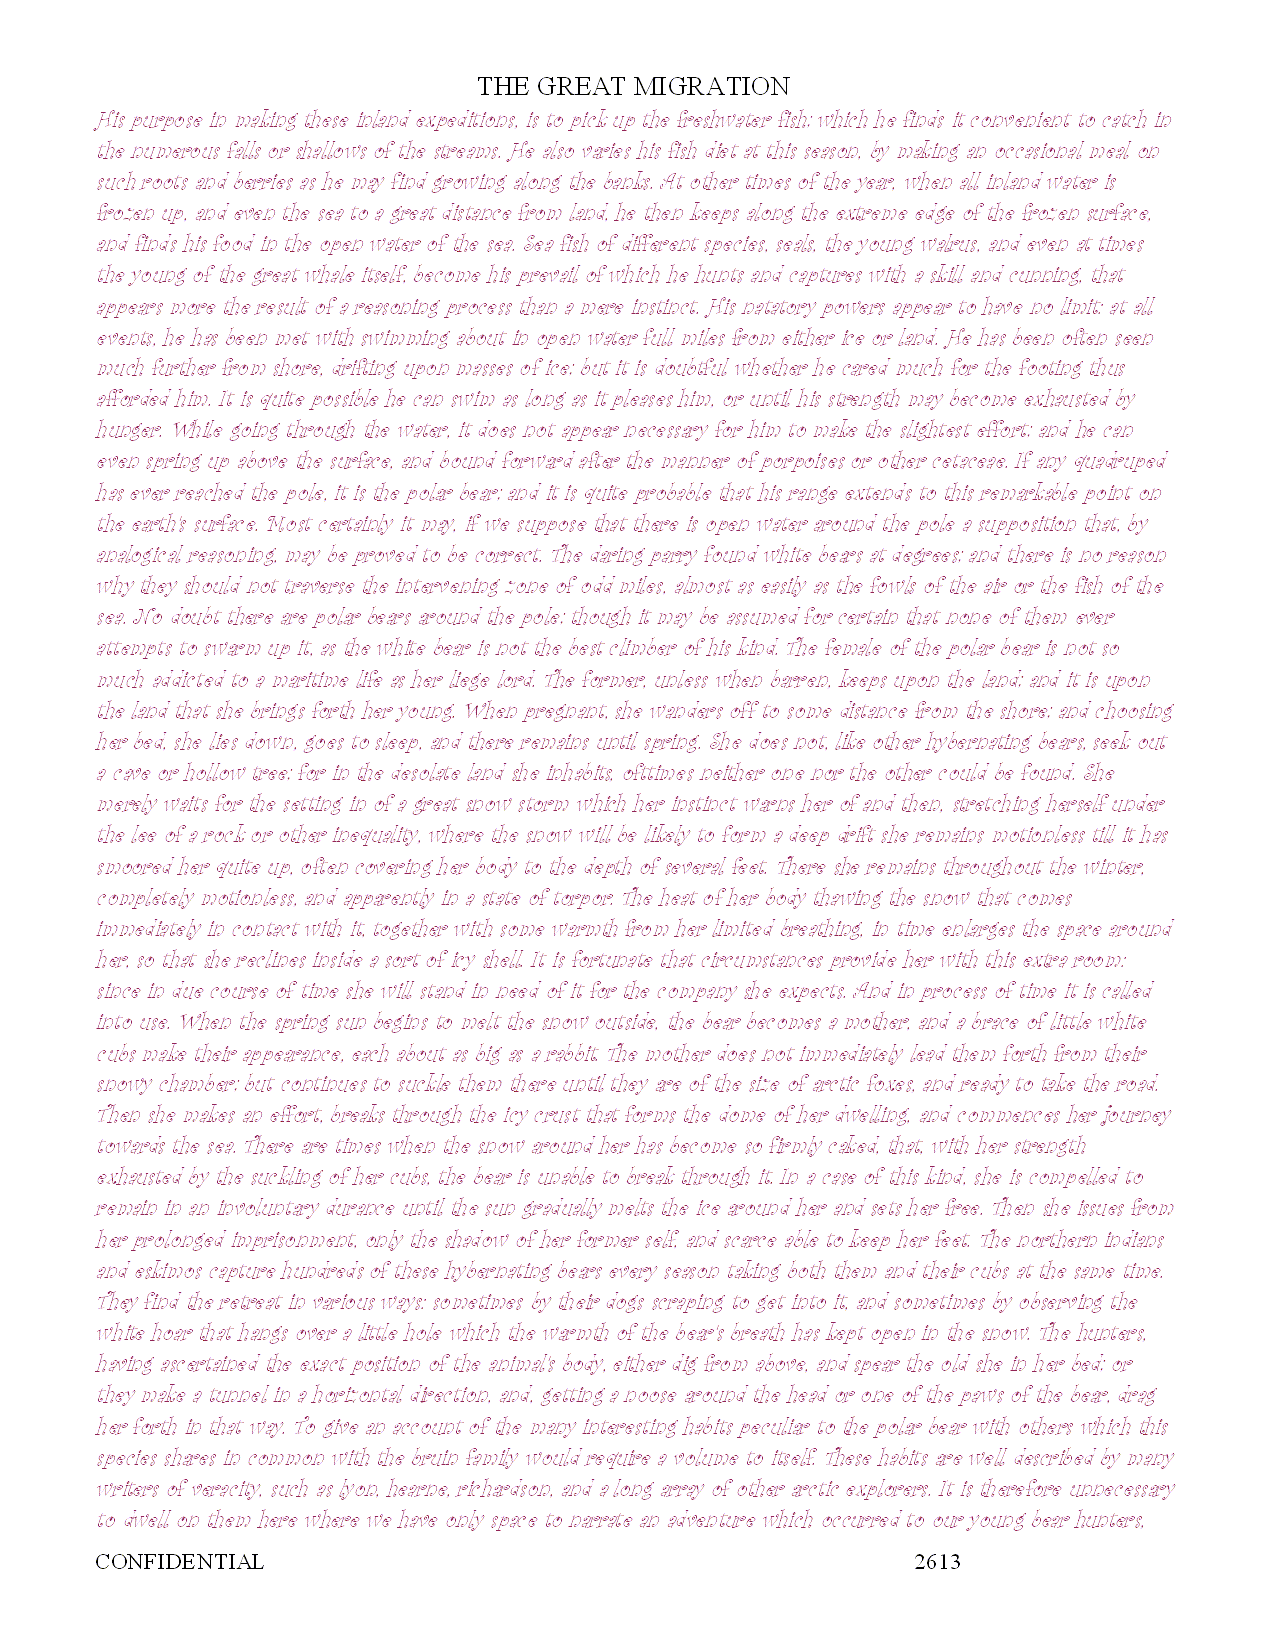 THE GREAT MIGRATION
His purpose in making these inland expeditions, is to pick up the freshwater fish; which he finds it convenient to catch in
the numerous falls or shallows of the streams. He also varies his fish diet at this season, by making an occasional meal on
such roots and berries as he may find growing along the banks. At other times of the year, when all inland water is
frozen up, and even the sea to a great distance from land, he then keeps along the extreme edge of the frozen surface,
and finds his food in the open water of the sea. Sea fish of different species, seals, the young walrus, and even at times
the young of the great whale itself, become his prevail of which he hunts and captures with a skill and cunning, that
appears more the result of a reasoning process than a mere instinct. His natatory powers appear to have no limit: at all
events, he has been met with swimming about in open water full miles from either ice or land. He has been often seen
much further from shore, drifting upon masses of ice; but it is doubtful whether he cared much for the footing thus
afforded him. It is quite possible he can swim as long as it pleases him, or until his strength may become exhausted by
hunger. While going through the water, it does not appear necessary for him to make the slightest effort; and he can
even spring up above the surface, and bound forward after the manner of porpoises or other cetaceae. If any quadruped
has ever reached the pole, it is the polar bear; and it is quite probable that his range extends to this remarkable point on
the earth's surface. Most certainly it may, if we suppose that there is open water around the pole a supposition that, by
analogical reasoning, may be proved to be correct. The daring parry found white bears at degrees; and there is no reason
why they should not traverse the intervening zone of odd miles, almost as easily as the fowls of the air or the fish of the
sea. No doubt there are polar bears around the pole; though it may be assumed for certain that none of them ever
attempts to swarm up it, as the white bear is not the best climber of his kind. The female of the polar bear is not so
much addicted to a maritime life as her liege lord. The former, unless when barren, keeps upon the land; and it is upon
the land that she brings forth her young. When pregnant, she wanders off to some distance from the shore; and choosing
her bed, she lies down, goes to sleep, and there remains until spring. She does not, like other hybernating bears, seek out
a cave or hollow tree; for in the desolate land she inhabits, ofttimes neither one nor the other could be found. She
merely waits for the setting in of a great snow storm which her instinct warns her of and then, stretching herself under
the lee of a rock or other inequality, where the snow will be likely to form a deep drift she remains motionless till it has
smoored her quite up, often covering her body to the depth of several feet. There she remains throughout the winter,
completely motionless, and apparently in a state of torpor. The heat of her body thawing the snow that comes
immediately in contact with it, together with some warmth from her limited breathing, in time enlarges the space around
her, so that she reclines inside a sort of icy shell. It is fortunate that circumstances provide her with this extra room:
since in due course of time she will stand in need of it for the company she expects. And in process of time it is called
into use. When the spring sun begins to melt the snow outside, the bear becomes a mother, and a brace of little white
cubs make their appearance, each about as big as a rabbit. The mother does not immediately lead them forth from their
snowy chamber; but continues to suckle them there until they are of the size of arctic foxes, and ready to take the road.
Then she makes an effort, breaks through the icy crust that forms the dome of her dwelling, and commences her journey
towards the sea. There are times when the snow around her has become so firmly caked, that, with her strength
exhausted by the suckling of her cubs, the bear is unable to break through it. In a case of this kind, she is compelled to
remain in an involuntary durance until the sun gradually melts the ice around her and sets her free. Then she issues from
her prolonged imprisonment, only the shadow of her former self, and scarce able to keep her feet. The northern indians
and eskimos capture hundreds of these hybernating bears every season taking both them and their cubs at the same time.
They find the retreat in various ways: sometimes by their dogs scraping to get into it, and sometimes by observing the
white hoar that hangs over a little hole which the warmth of the bear's breath has kept open in the snow. The hunters,
having ascertained the exact position of the animal's body, either dig from above, and spear the old she in her bed; or
they make a tunnel in a horizontal direction, and, getting a noose around the head or one of the paws of the bear, drag
her forth in that way. To give an account of the many interesting habits peculiar to the polar bear with others which this
species shares in common with the bruin family would require a volume to itself. These habits are well described by many
writers of veracity, such as lyon, hearne, richardson, and a long array of other arctic explorers. It is therefore unnecessary
to dwell on them here where we have only space to narrate an adventure which occurred to our young bear hunters,
CONFIDENTIAL 2613